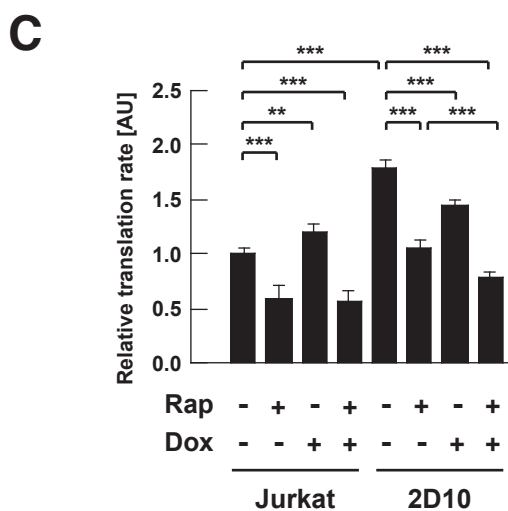 C
*** ***
*** ***
** *** ***
***
Relative translation rate [AU]
2.5
2.0
1.5
1.0
0.5
0.0
Rap - + - + - + - +
Dox - - + + - - + +
Jurkat 2D10